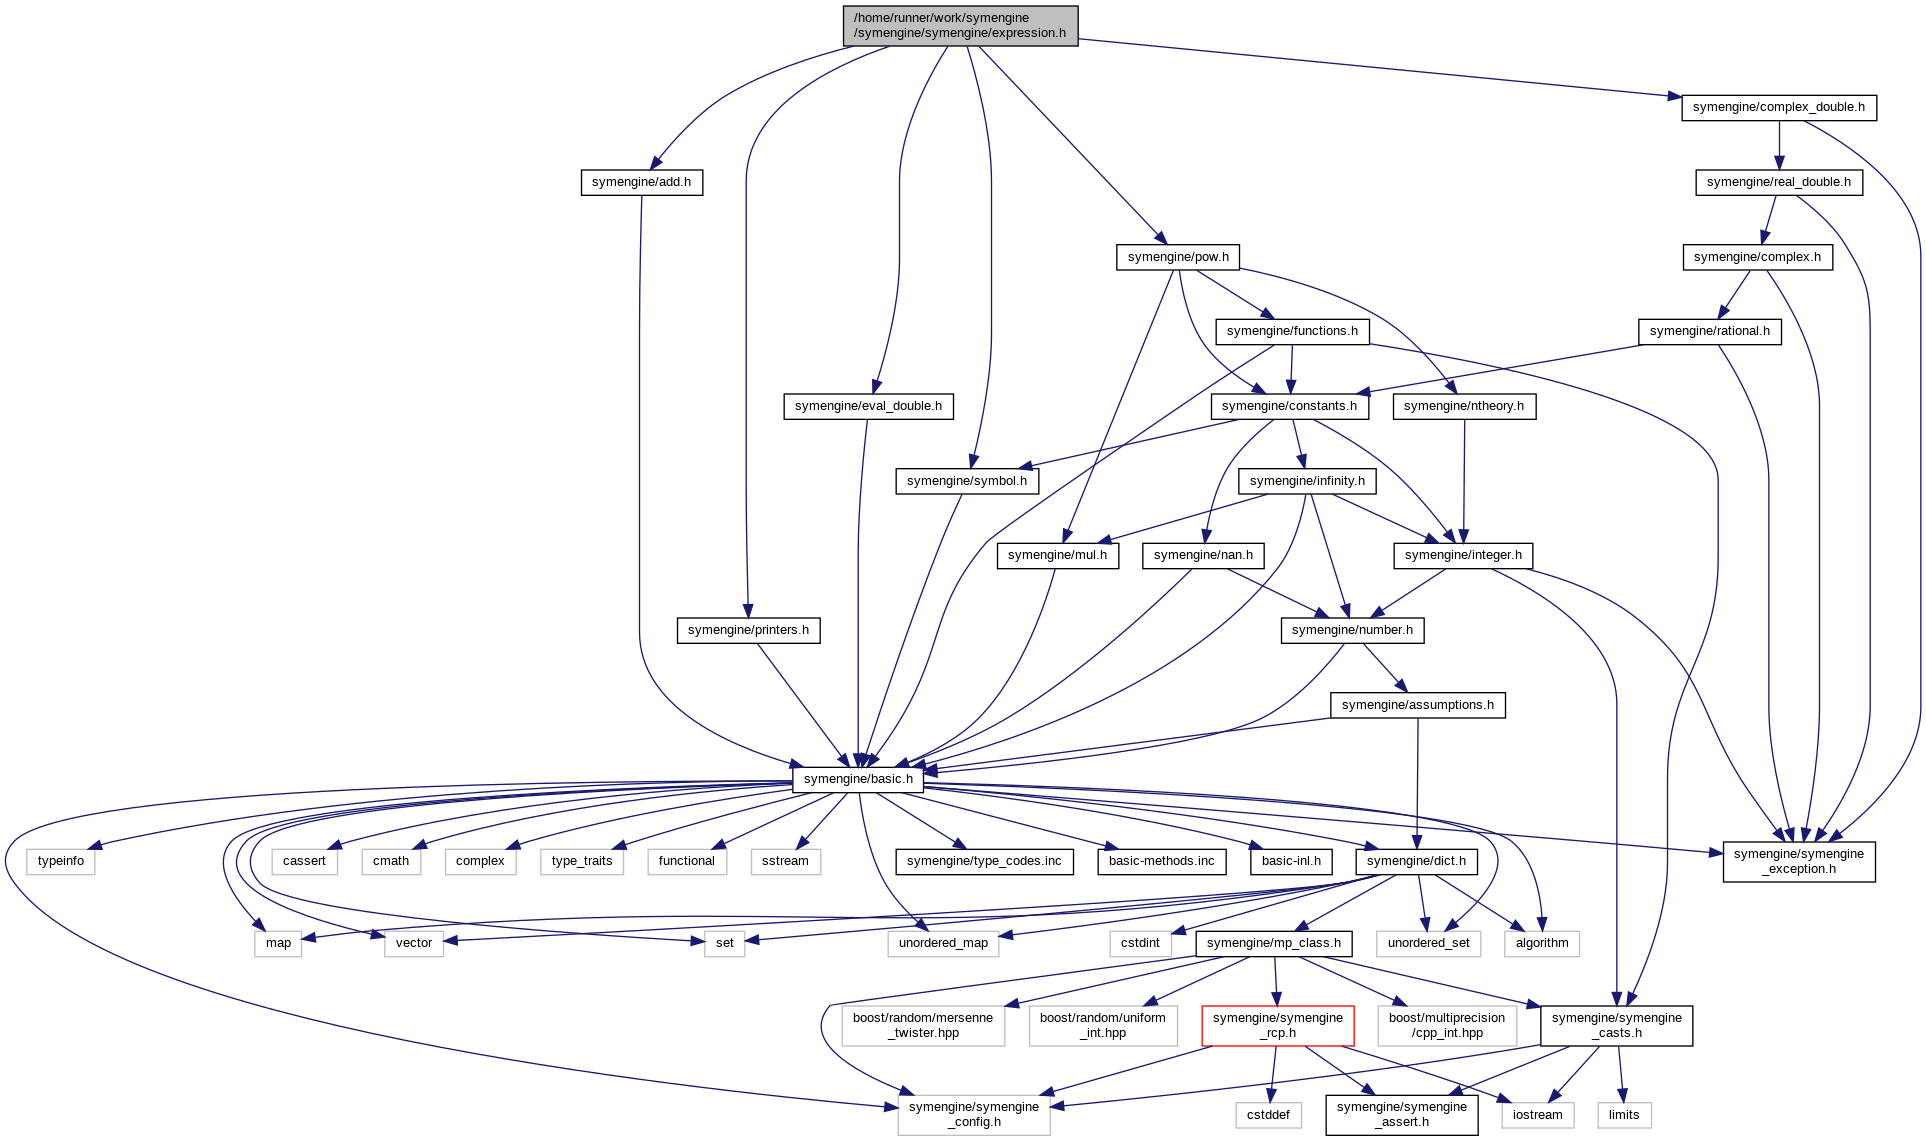 /home/runner/work/symengine
/symengine/symengine/expression.h
symengine/complex_double.h
symengine/add.h
symengine/real_double.h
symengine/pow.h
symengine/complex.h
symengine/functions.h
symengine/rational.h
symengine/eval_double.h
symengine/constants.h
symengine/ntheory.h
symengine/symbol.h
symengine/infinity.h
symengine/mul.h
symengine/nan.h
symengine/integer.h
symengine/printers.h
symengine/number.h
symengine/assumptions.h
symengine/basic.h
typeinfo
cassert
cmath
complex
type_traits
functional
sstream
symengine/type_codes.inc
basic-methods.inc
basic-inl.h
symengine/dict.h
symengine/symengine
_exception.h
map
vector
set
unordered_map
cstdint
symengine/mp_class.h
unordered_set
algorithm
boost/random/mersenne
_twister.hpp
boost/random/uniform
_int.hpp
symengine/symengine
_rcp.h
boost/multiprecision
/cpp_int.hpp
symengine/symengine
_casts.h
symengine/symengine
_config.h
cstddef
symengine/symengine
_assert.h
iostream
limits